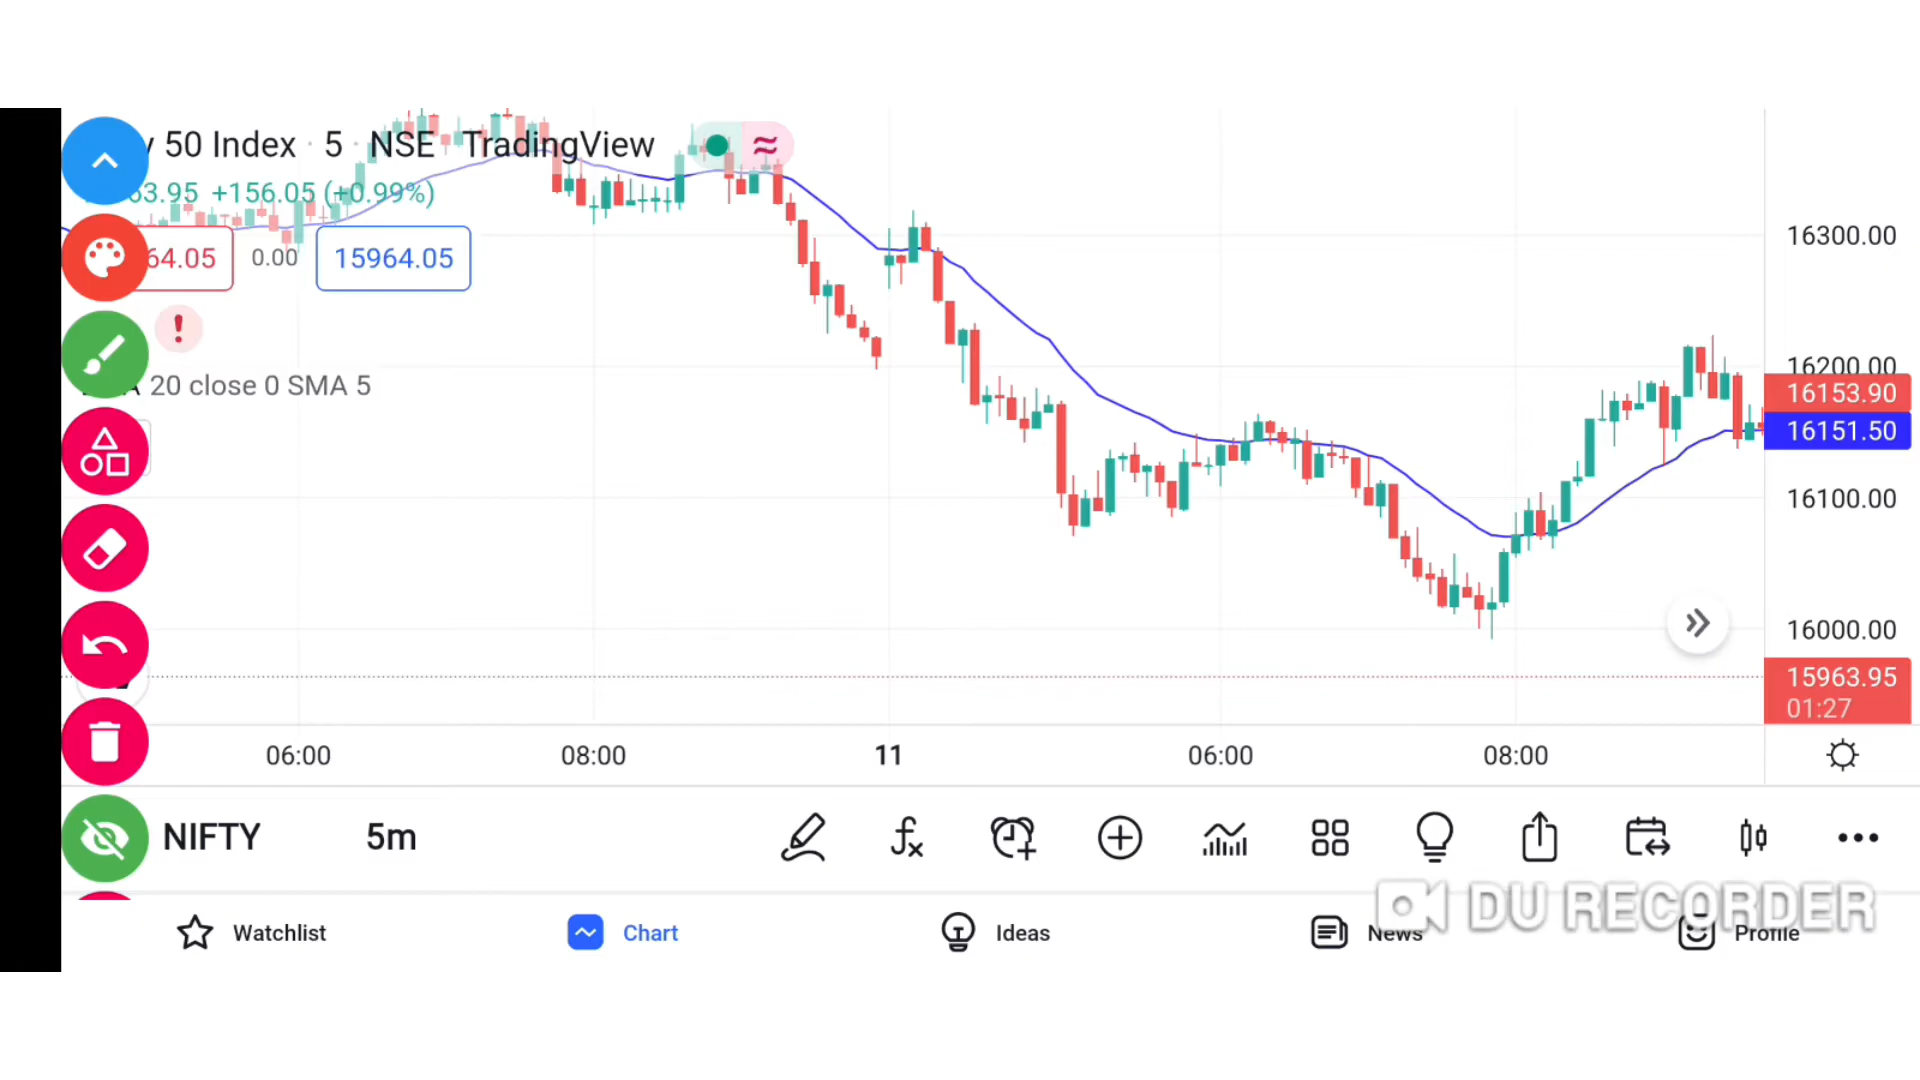 50 Index · 5 · NSE TradingView
63.95 +156.05 (+0.99%)
64.05 0.00 15964.05
20 close 0 SMA 5
16300.00
16200.00
16153.90
16151.50
16100.00
16000.00
15963.95
01:27
06:00 08:00 11 06:00 08:00
NIFTY 5m
DU RECORDER
Watchlist Chart Ideas News Profile